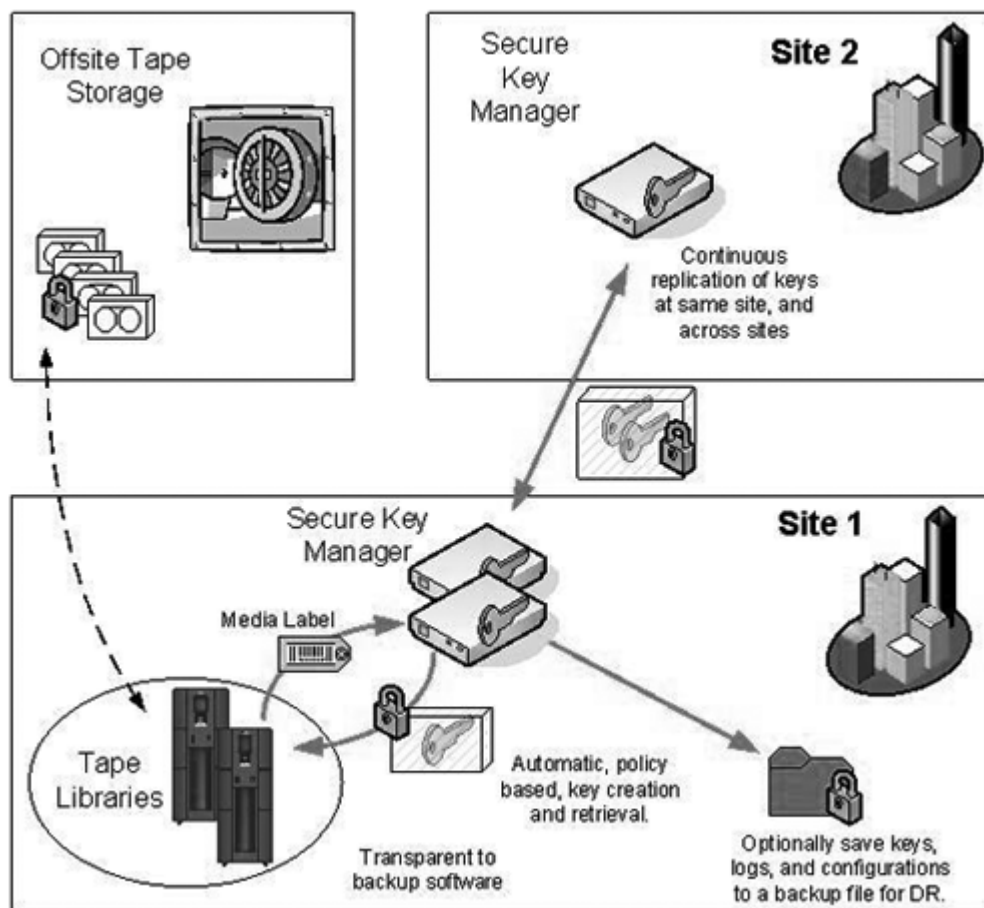 Offsite Tape
Storage
Secure
Key
Manager
Site 2
Continuous
replication of keys
at same site, and
across sites
Secure Key
Manager
Site 1
Media Label
Tape
Libraries
Automatic, policy
based, key creation
and retrieval.
Transparent to
backup software
Optionally save keys,
logs, and configurations
to a backup file for DR.